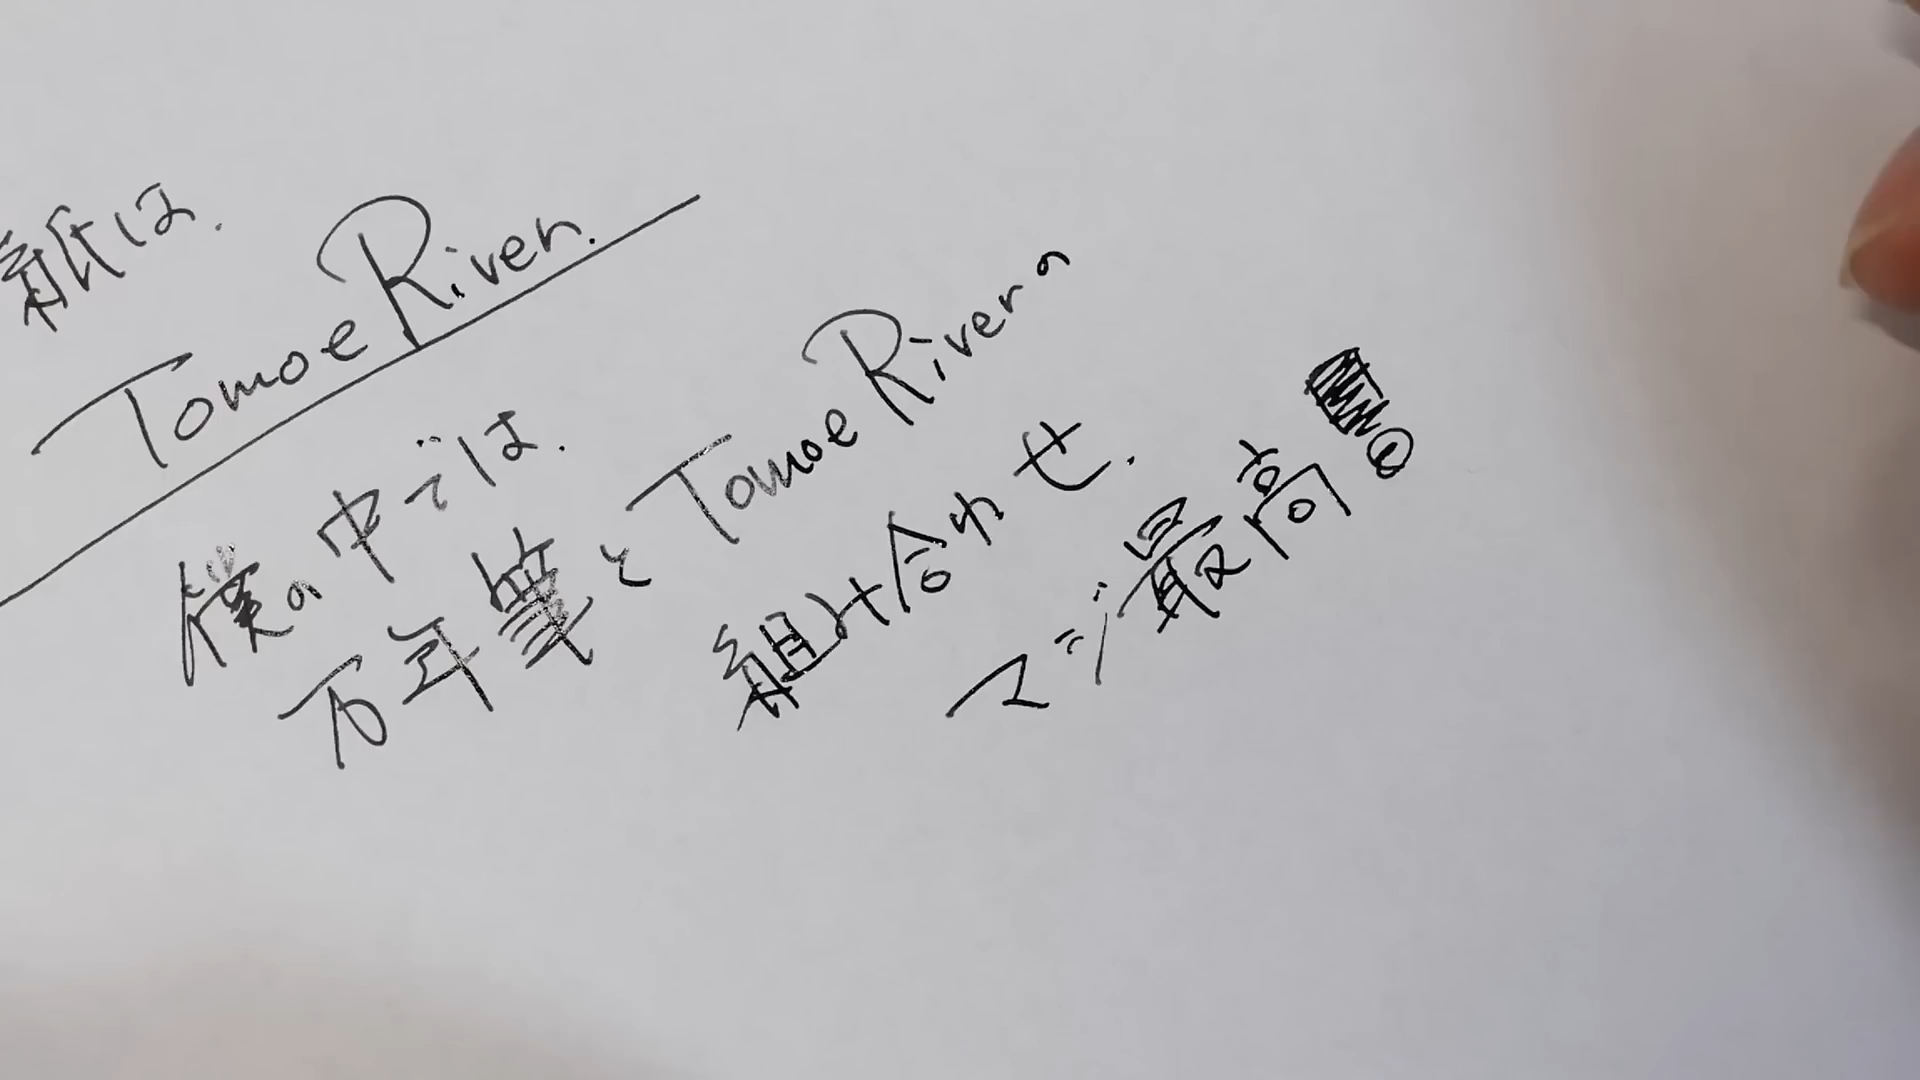 紙は.
Tomoe River.
僕の中では.
万年筆とTomoe Riverの
組み合わせ.
マジ最高!